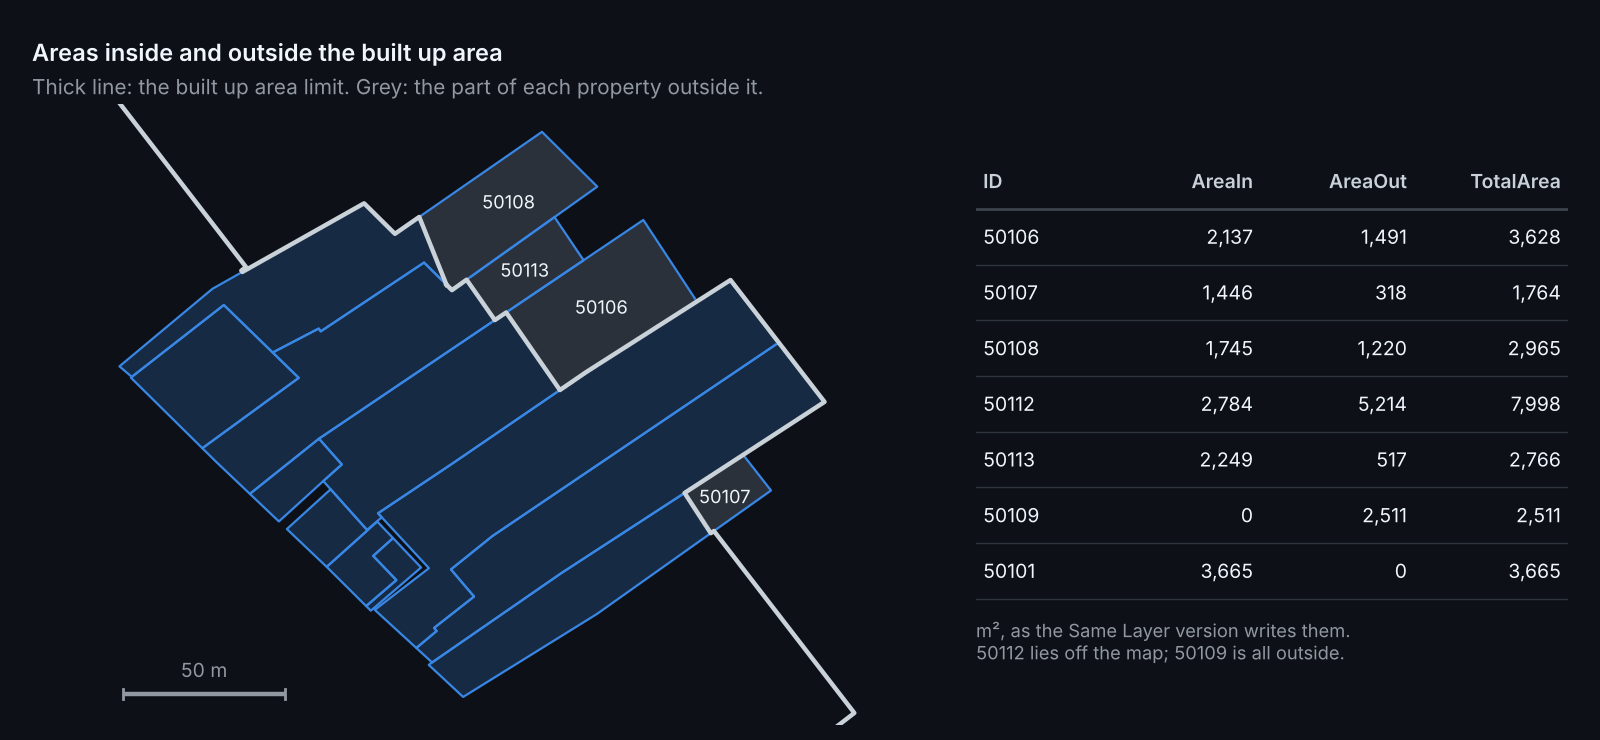 Areas inside and outside the built up area
Thick line: the built up area limit. Grey: the part of each property outside it.
50108
50113
50106
50107
50 m
ID AreaIn AreaOut TotalArea
50106 2,137 1,491 3,628
50107 1,446 318 1,764
50108 1,745 1,220 2,965
50112 2,784 5,214 7,998
50113 2,249 517 2,766
50109 0 2,511 2,511
50101 3,665 0 3,665
m², as the Same Layer version writes them.
50112 lies off the map; 50109 is all outside.